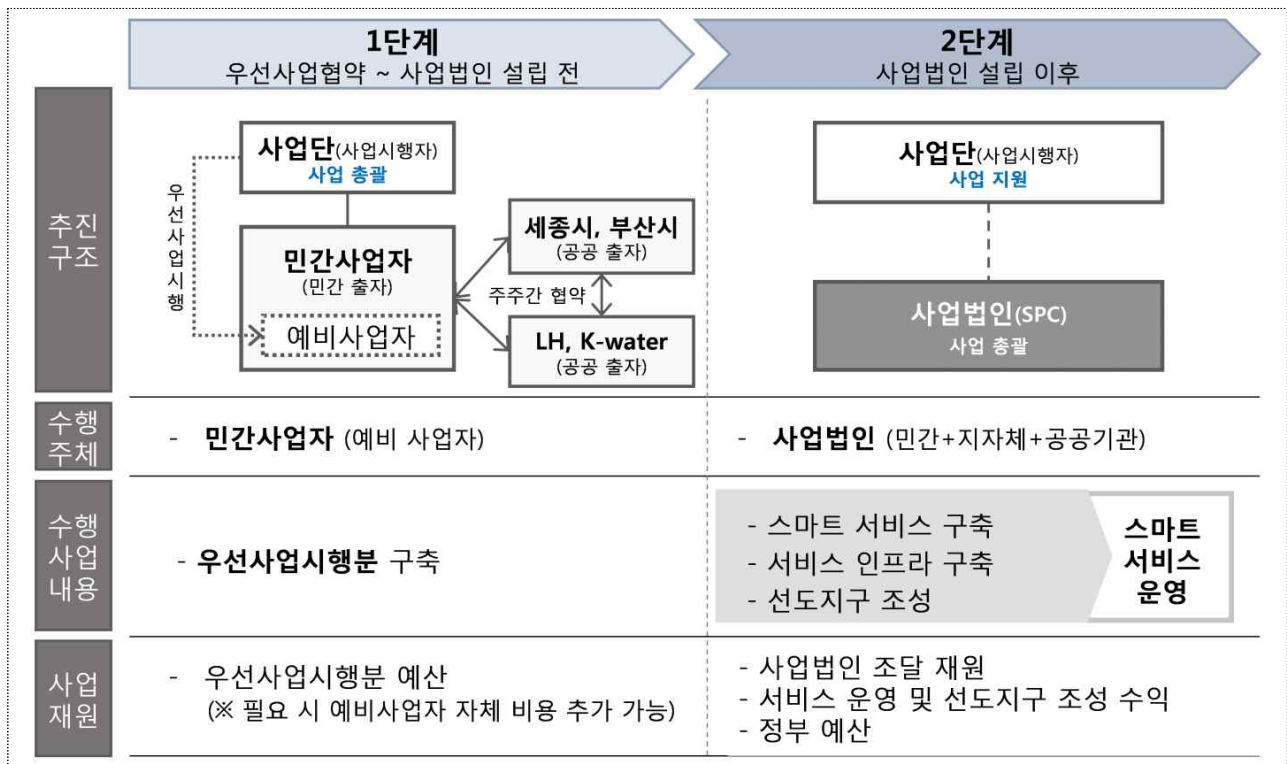 1단계
우선사업협약 ~ 사업법인 설립 전
2단계
사업법인 설립 이후
추진
구조
우선사업시행
사업단(사업시행자)
사업 총괄
민간사업자
(민간 출자)
예비사업자
세종시, 부산시
(공공 출자)
주주간 협약
LH, K-water
(공공 출자)
사업단(사업시행자)
사업 지원
사업법인(SPC)
사업 총괄
수행
주체
- 민간사업자 (예비 사업자)
- 사업법인 (민간+지자체+공공기관)
수행
사업
내용
- 우선사업시행분 구축
- 스마트 서비스 구축
- 서비스 인프라 구축
- 선도지구 조성
스마트
서비스
운영
사업
재원
- 우선사업시행분 예산
(※ 필요 시 예비사업자 자체 비용 추가 가능)
- 사업법인 조달 재원
- 서비스 운영 및 선도지구 조성 수익
- 정부 예산